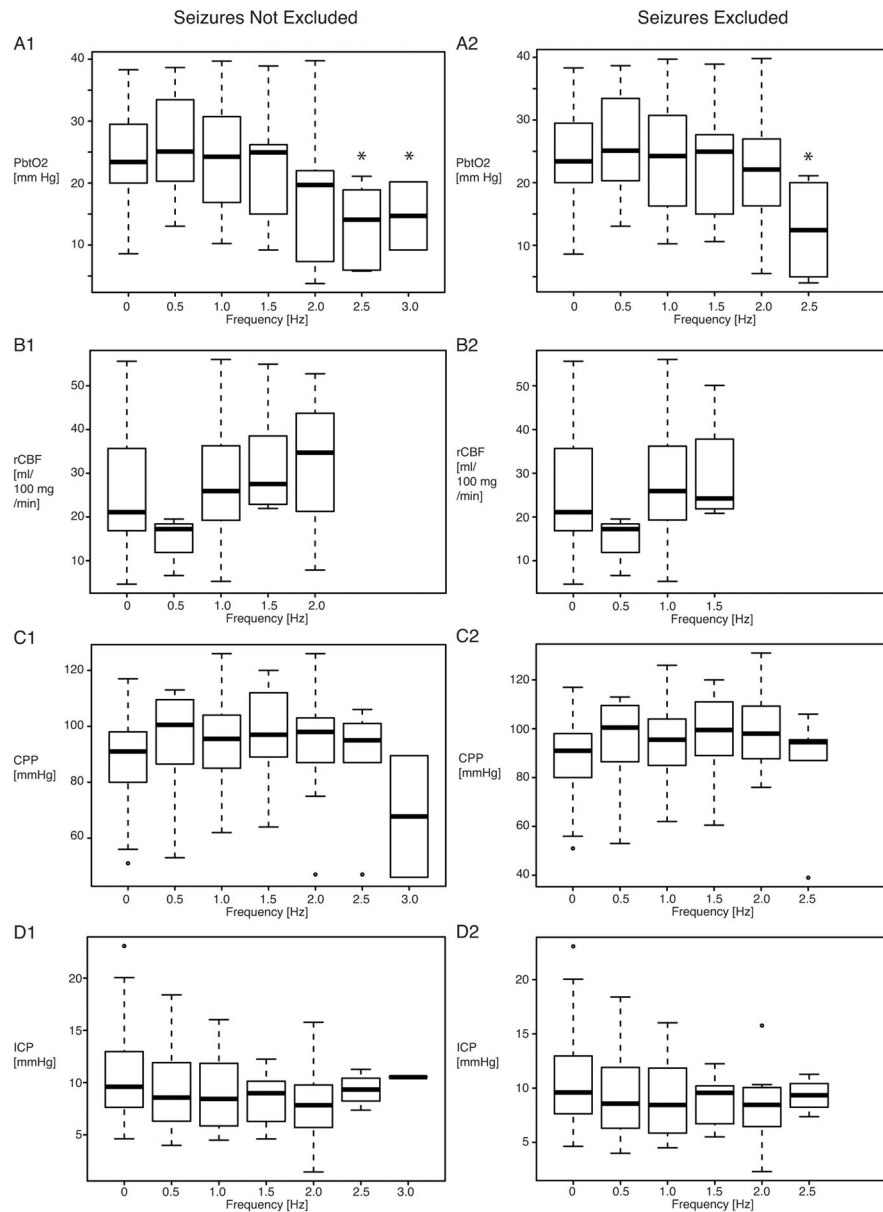 Seizures Not Excluded
Seizures Excluded
A1
40
30
20
10
PbtO2
[mm Hg]
*
*
0 0.5 1.0 1.5 2.0 2.5 3.0
Frequency [Hz]
A2
40
30
20
10
PbtO2
[mm Hg]
*
0 0.5 1.0 1.5 2.0 2.5
Frequency [Hz]
B1
50
40
30
20
10
rCBF
[ml/
100 mg
/min]
0 0.5 1.0 1.5 2.0
Frequency [Hz]
B2
50
40
30
20
10
rCBF
[ml/
100 mg
/min]
0 0.5 1.0 1.5
Frequency [Hz]
C1
120
100
80
60
CPP
[mmHg]
0 0.5 1.0 1.5 2.0 2.5 3.0
Frequency [Hz]
C2
120
100
80
60
40
CPP
[mmHg]
0 0.5 1.0 1.5 2.0 2.5
Frequency [Hz]
D1
20
15
10
5
ICP
[mmHg]
0 0.5 1.0 1.5 2.0 2.5 3.0
Frequency [Hz]
D2
20
15
10
5
ICP
[mmHg]
0 0.5 1.0 1.5 2.0 2.5
Frequency [Hz]